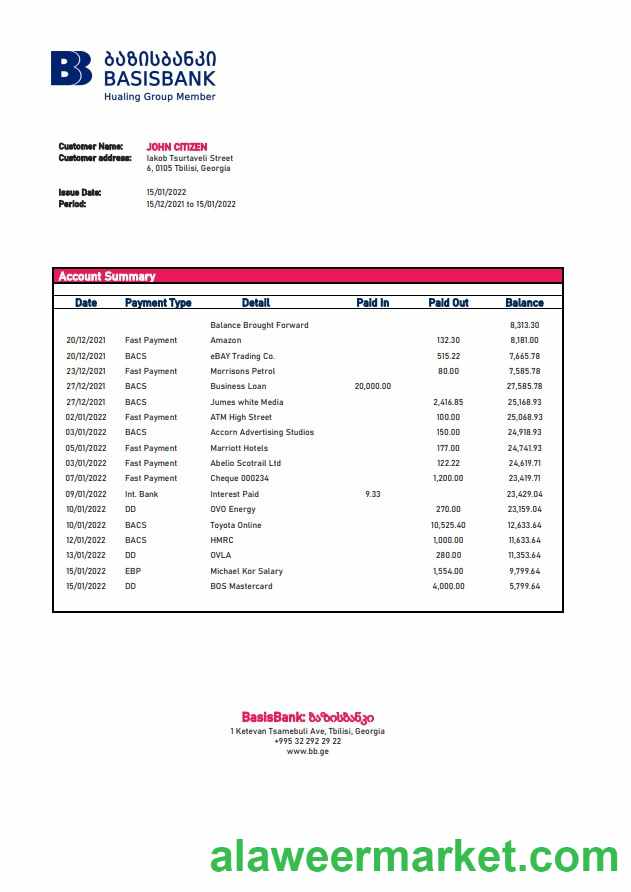 ბაზისბანკი
BASISBANK
Hualing Group Member
Customer Name: JOHN CITIZEN
Customer address: Iakob Tsurtaveli Street
6, 0105 Tbilisi, Georgia
Issue Date: 15/01/2022
Period: 15/12/2021 to 15/01/2022
Account Summary
Date Payment Type Detail Paid In Paid Out Balance
Balance Brought Forward 8,313.30
20/12/2021 Fast Payment Amazon 132.30 8,181.00
20/12/2021 BACS eBAY Trading Co. 515.22 7,665.78
23/12/2021 Fast Payment Morrisons Petrol 80.00 7,585.78
27/12/2021 BACS Business Loan 20,000.00 27,585.78
27/12/2021 BACS Jumes white Media 2,416.85 25,168.93
02/01/2022 Fast Payment ATM High Street 100.00 25,068.93
03/01/2022 BACS Accorn Advertising Studios 150.00 24,918.93
05/01/2022 Fast Payment Marriott Hotels 177.00 24,741.93
03/01/2022 Fast Payment Abelio Scotrail Ltd 122.22 24,619.71
07/01/2022 Fast Payment Cheque 000234 1,200.00 23,419.71
09/01/2022 Int. Bank Interest Paid 9.33 23,429.04
10/01/2022 DD OVO Energy 270.00 23,159.04
10/01/2022 BACS Toyota Online 10,525.40 12,633.64
12/01/2022 BACS HMRC 1,000.00 11,633.64
13/01/2022 DD OVLA 280.00 11,353.64
15/01/2022 EBP Michael Kor Salary 1,554.00 9,799.64
15/01/2022 DD BOS Mastercard 4,000.00 5,799.64
BasisBank: ბაზისბანკი
1 Ketevan Tsamebuli Ave, Tbilisi, Georgia
+995 32 292 29 22
www.bb.ge
alaweermarket.com